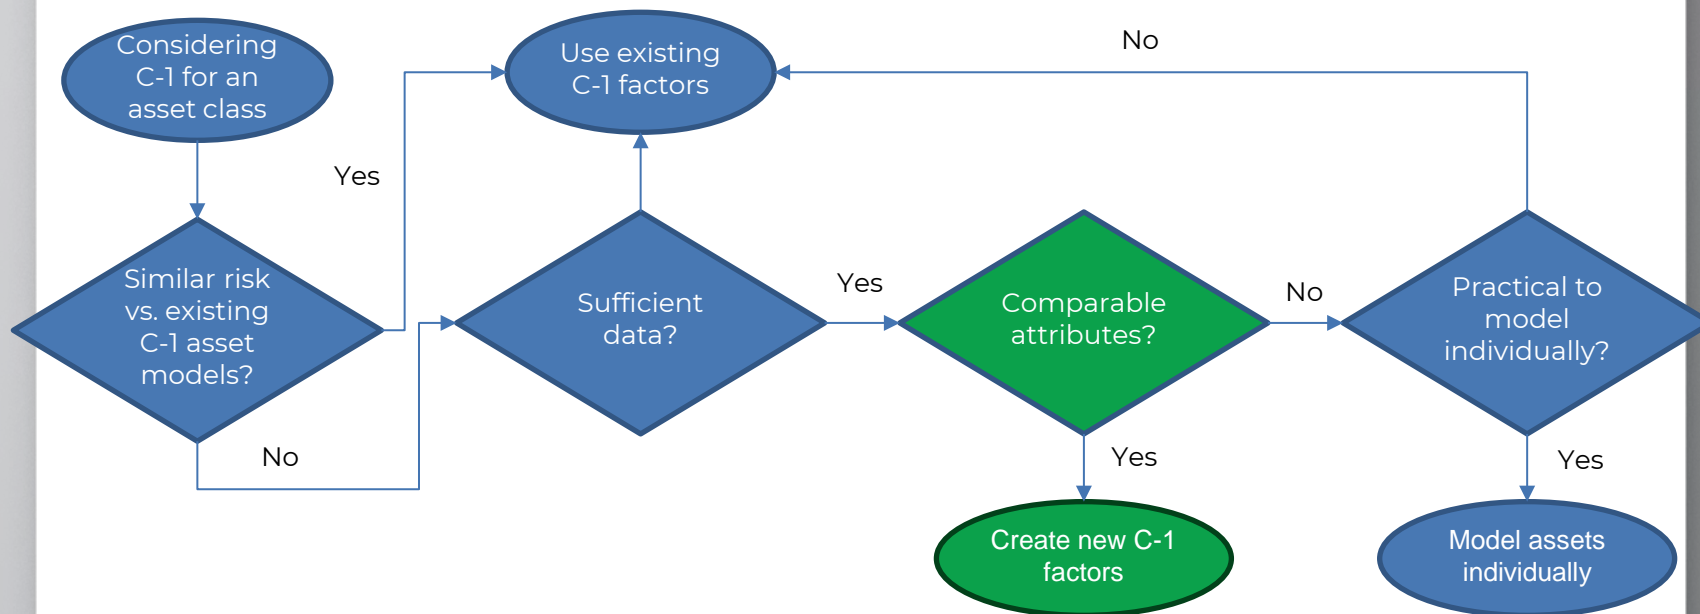 Considering
C-1 for an
asset class
Use existing
C-1 factors
No
Yes
Similar risk
vs. existing
C-1 asset
models?
Sufficient
data?
Yes
Comparable
attributes?
No
Practical to
model
individually?
No
Yes
Yes
Create new C-1
factors
Model assets
individually